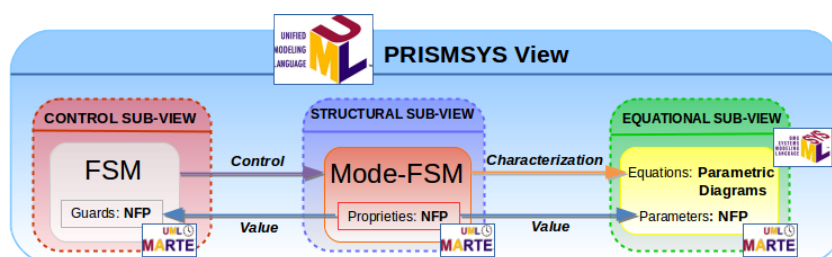 UNIFIED
MODELING
LANGUAGE
UML
PRISMSYS View
CONTROL SUB-VIEW
STRUCTURAL SUB-VIEW
EQUATIONAL SUB-VIEW
FSM
Control
Mode-FSM
Characterization
Equations: Parametric
Diagrams
Guards: NFP
Value
Proprieties: NFP
Value
Parameters: NFP
UML
MARTE
UML
MARTE
UML
MARTE